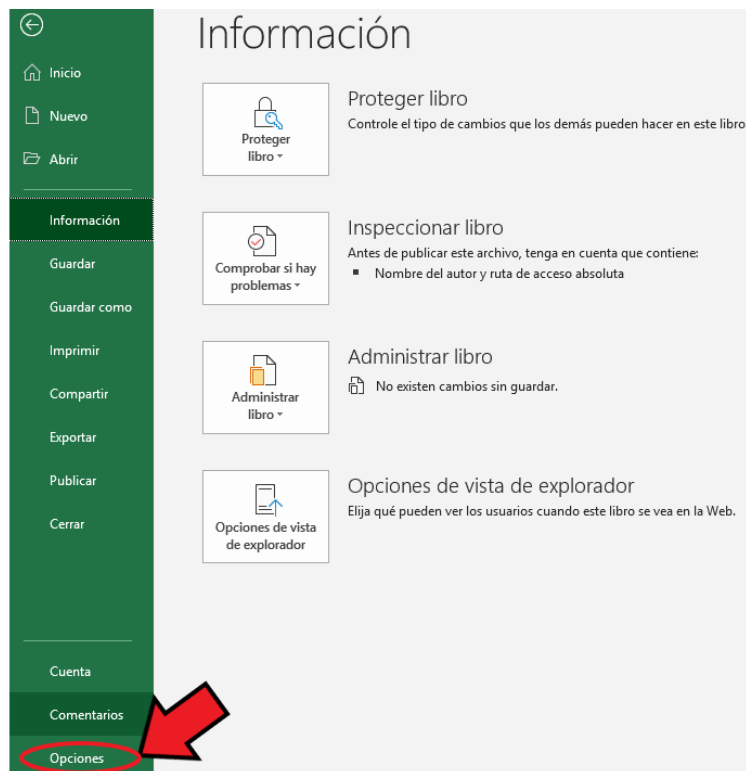 Información
Inicio
Nuevo
Abrir
Información
Guardar
Guardar como
Imprimir
Compartir
Exportar
Publicar
Cerrar
Cuenta
Comentarios
Opciones
Proteger
libro
Proteger libro
Controle el tipo de cambios que los demás pueden hacer en este libro
Comprobar si hay
problemas
Inspeccionar libro
Antes de publicar este archivo, tenga en cuenta que contiene:
Nombre del autor y ruta de acceso absoluta
Administrar
libro
Administrar libro
No existen cambios sin guardar.
Opciones de vista
de explorador
Opciones de vista de explorador
Elija qué pueden ver los usuarios cuando este libro se vea en la Web.